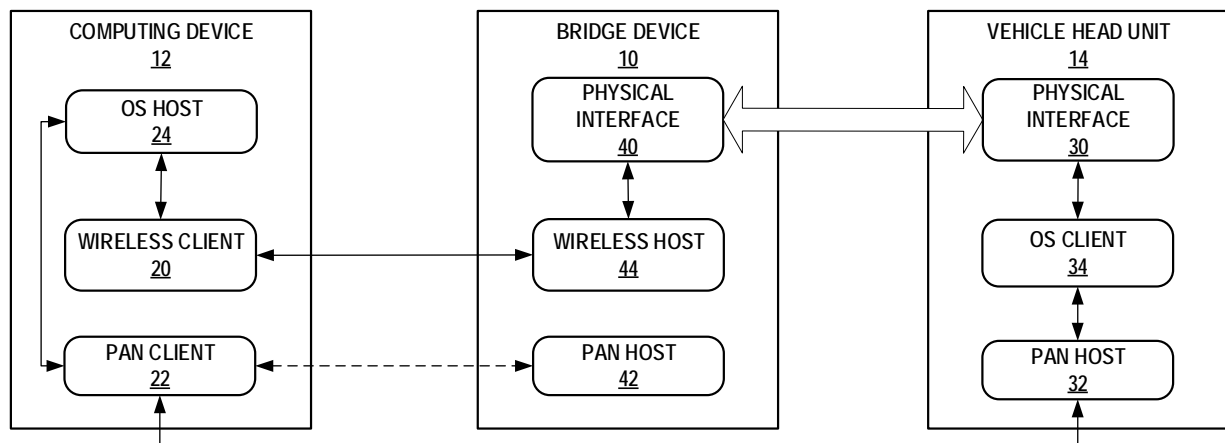 COMPUTING DEVICE
12
OS HOST
24
WIRELESS CLIENT
20
PAN CLIENT
22
BRIDGE DEVICE
10
PHYSICAL
INTERFACE
40
WIRELESS HOST
44
PAN HOST
42
VEHICLE HEAD UNIT
14
PHYSICAL
INTERFACE
30
OS CLIENT
34
PAN HOST
32